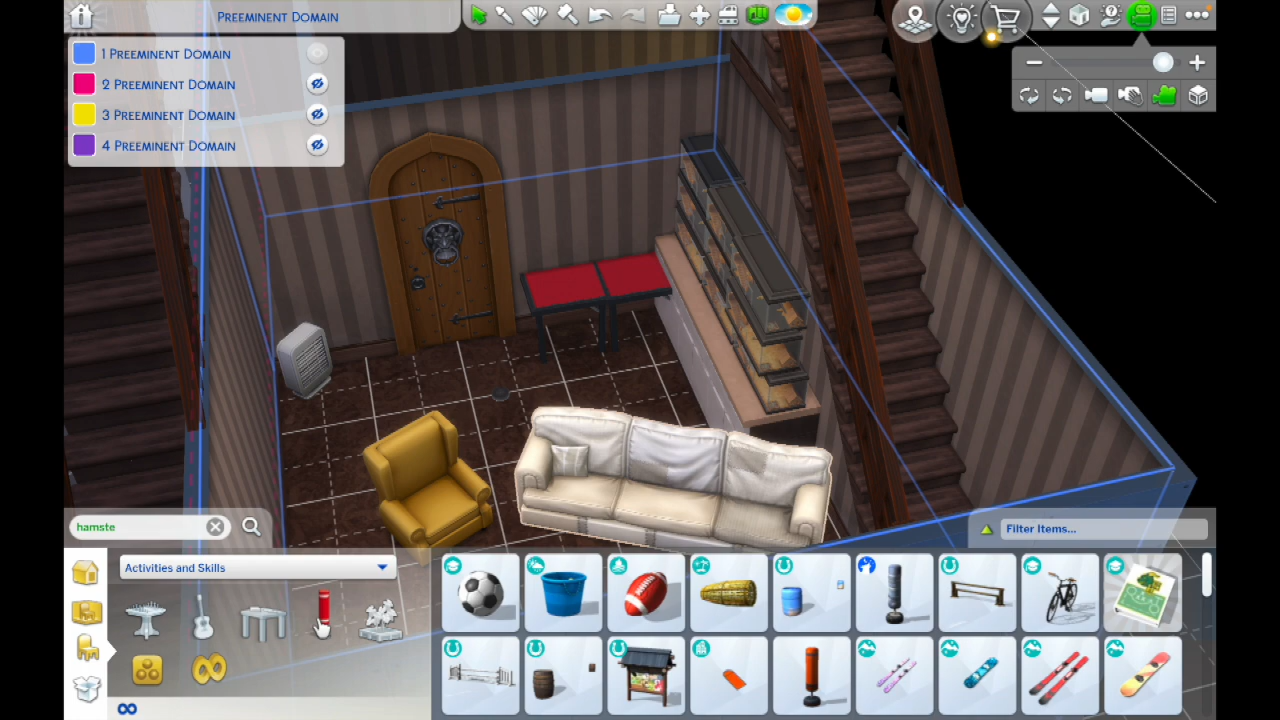 PREEMINENT DOMAIN
1 PREEMINENT DOMAIN
2 PREEMINENT DOMAIN
3 PREEMINENT DOMAIN
4 PREEMINENT DOMAIN
hamste
Filter Items...
Activities and Skills